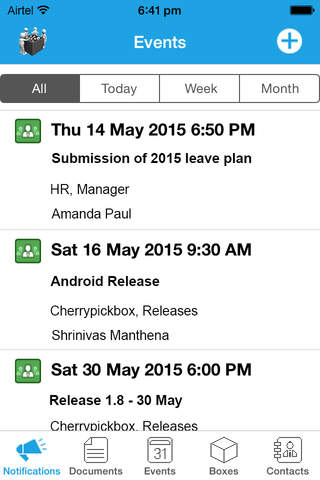 Airtel 6:41 pm
Events
All Today Week Month
Thu 14 May 2015 6:50 PM
Submission of 2015 leave plan
HR, Manager
Amanda Paul
Sat 16 May 2015 9:30 AM
Android Release
Cherrypickbox, Releases
Shrinivas Manthena
Sat 30 May 2015 6:00 PM
Release 1.8 - 30 May
Cherrypickbox, Releases
31
Notifications Documents Events Boxes Contacts